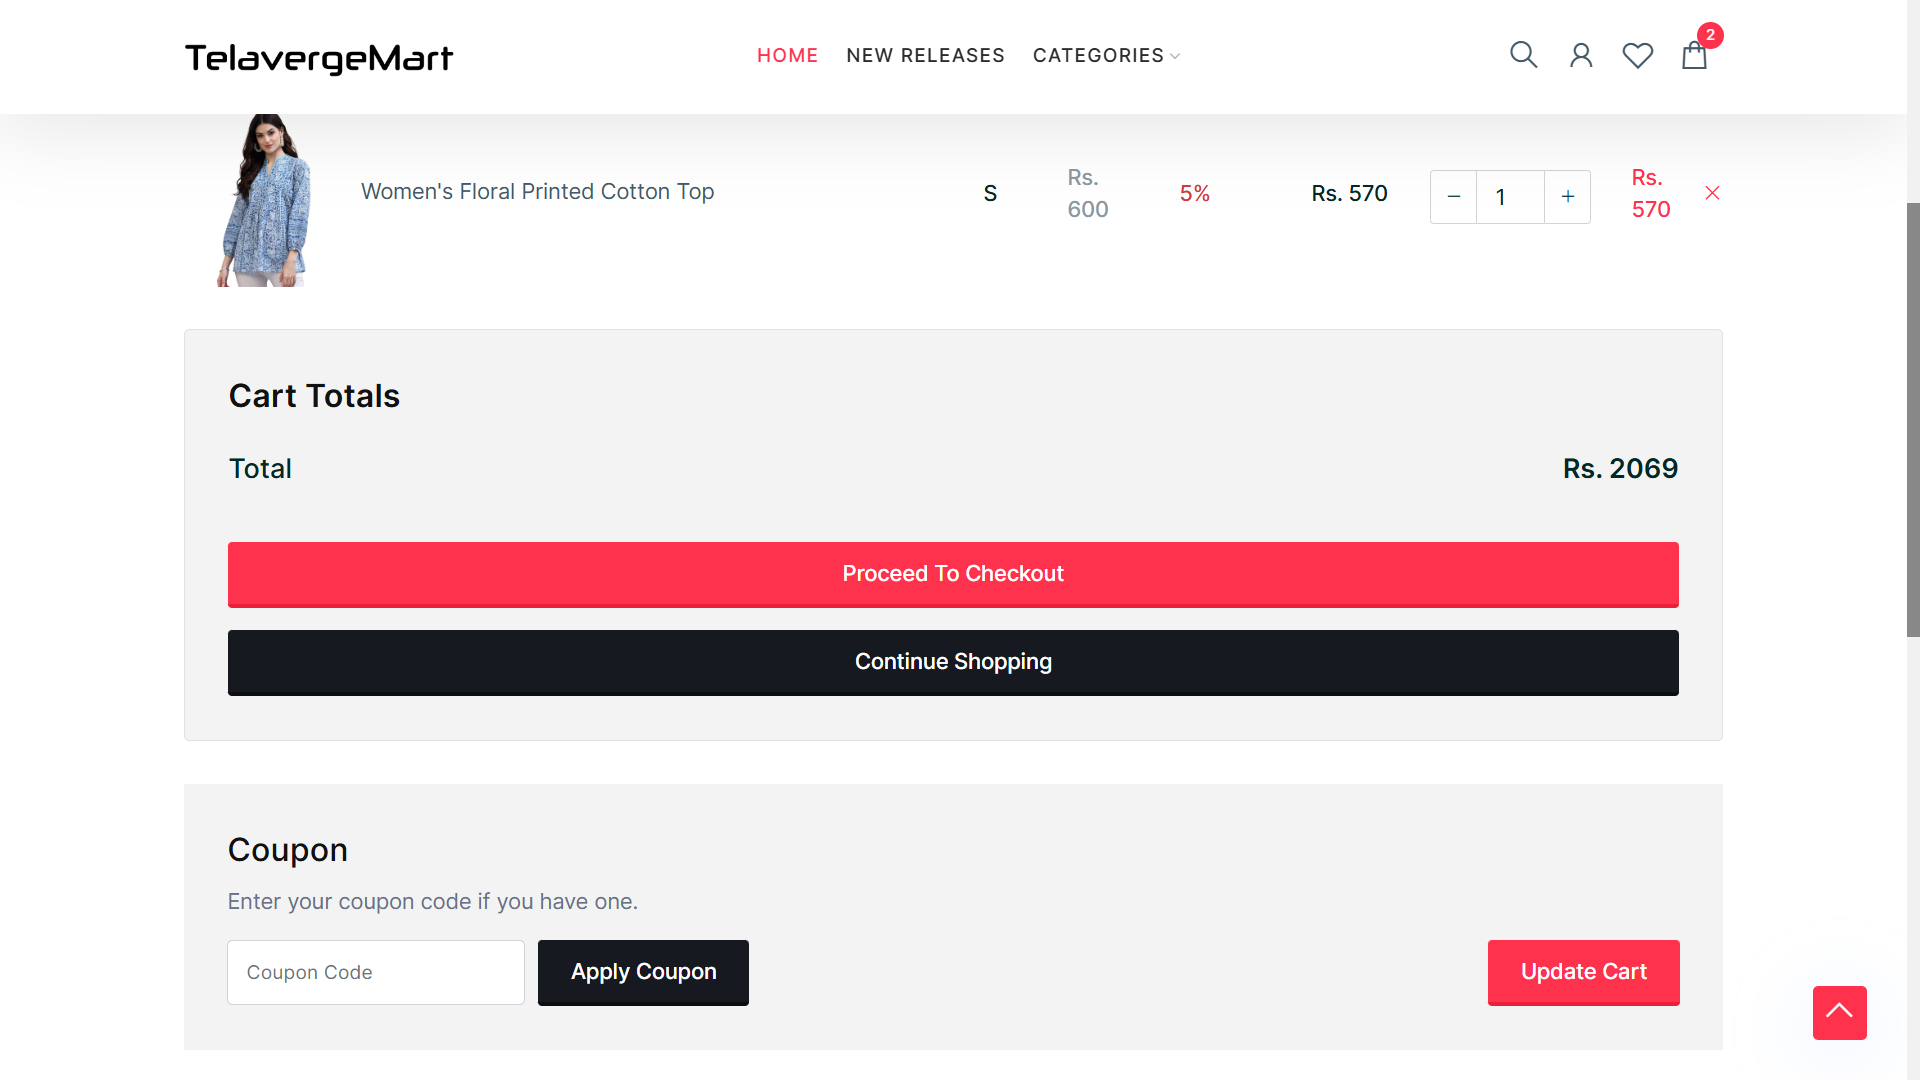 TelavergeMart
HOME NEW RELEASES CATEGORIES
2
Women's Floral Printed Cotton Top S Rs. 600 5% Rs. 570 − 1 + Rs. 570
Cart Totals
Total Rs. 2069
Proceed To Checkout
Continue Shopping
Coupon
Enter your coupon code if you have one.
Coupon Code Apply Coupon Update Cart